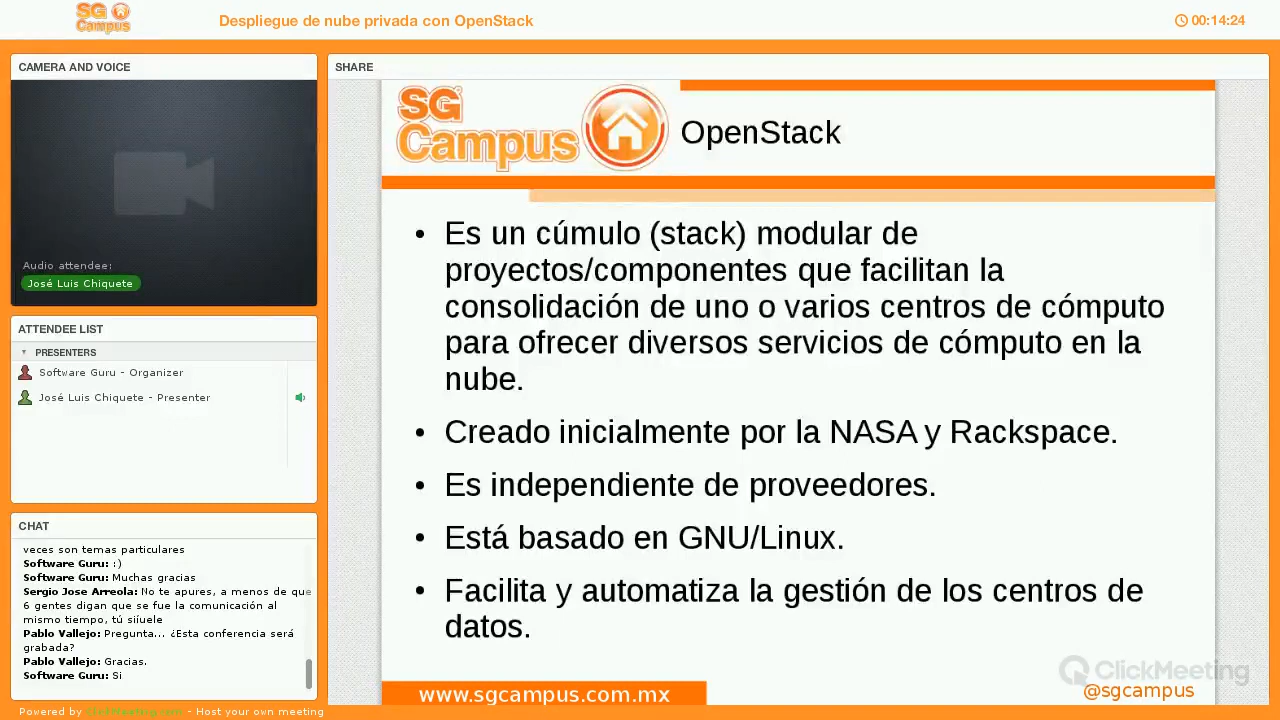 SG Campus
Despliegue de nube privada con OpenStack
00:14:24
CAMERA AND VOICE
Audio attendee:
José Luis Chiquete
ATTENDEE LIST
PRESENTERS
Software Guru - Organizer
José Luis Chiquete - Presenter
CHAT
veces son temas particulares
Software Guru: :)
Software Guru: Muchas gracias
Sergio Jose Arreola: No te apures, a menos de que
6 gentes digan que se fue la comunicación al
mismo tiempo, tú siíuele
Pablo Vallejo: Pregunta... ¿Esta conferencia será
grabada?
Pablo Vallejo: Gracias.
Software Guru: Si
Powered by ClickMeeting.com - Host your own meeting
SHARE
SG
Campus
OpenStack
• Es un cúmulo (stack) modular de
proyectos/componentes que facilitan la
consolidación de uno o varios centros de cómputo
para ofrecer diversos servicios de cómputo en la
nube.
• Creado inicialmente por la NASA y Rackspace.
• Es independiente de proveedores.
• Está basado en GNU/Linux.
• Facilita y automatiza la gestión de los centros de
datos.
www.sgcampus.com.mx
ClickMeeting
@sgcampus